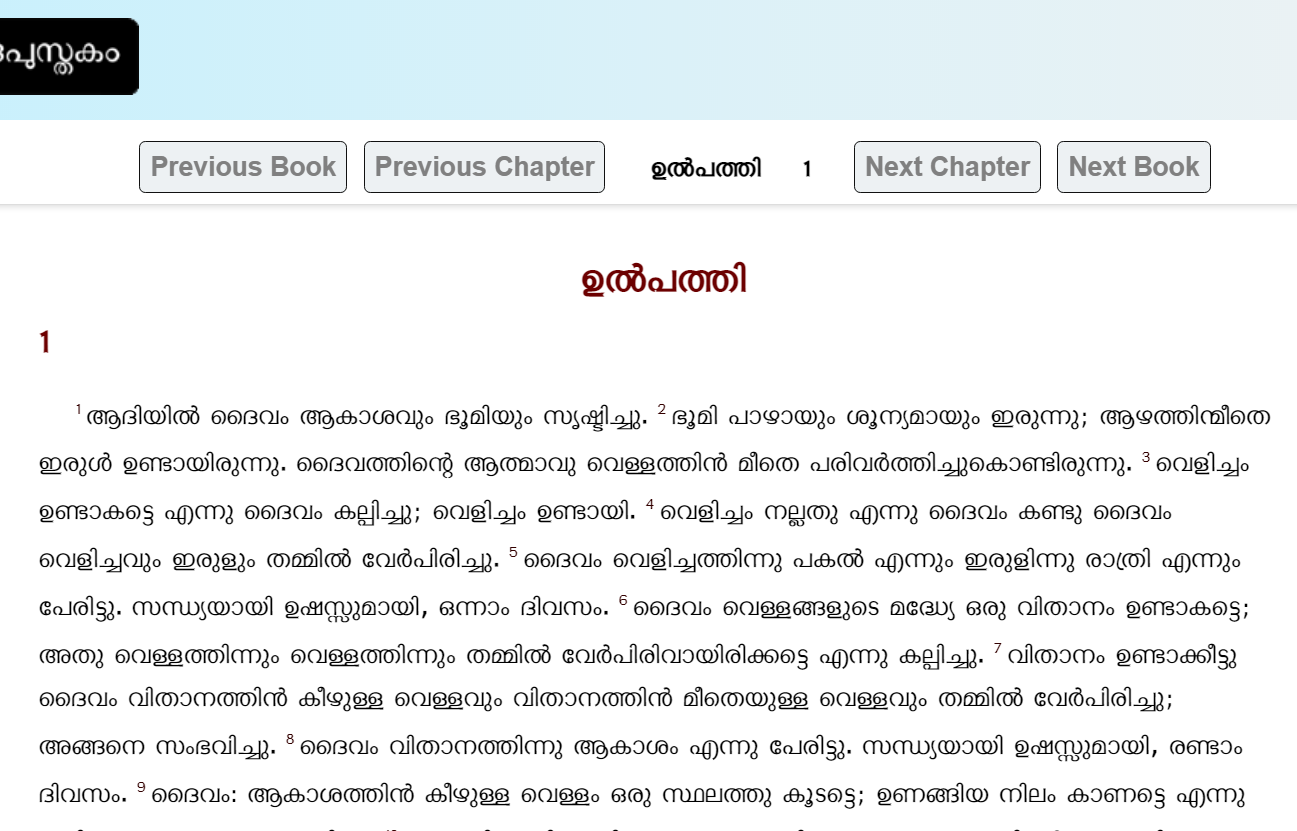 പുസ്തകം
Previous Book Previous Chapter ഉൽപത്തി 1 Next Chapter Next Book
ഉൽപത്തി
1
1 ആദിയിൽ ദൈവം ആകാശവും ഭൂമിയും സൃഷ്ടിച്ചു. 2 ഭൂമി പാഴായും ശൂന്യമായും ഇരുന്നു; ആഴത്തിന്മീതെ
ഇരുൾ ഉണ്ടായിരുന്നു. ദൈവത്തിന്റെ ആത്മാവു വെള്ളത്തിൻ മീതെ പരിവർത്തിച്ചുകൊണ്ടിരുന്നു. 3 വെളിച്ചം
ഉണ്ടാകട്ടെ എന്നു ദൈവം കല്പിച്ചു; വെളിച്ചം ഉണ്ടായി. 4 വെളിച്ചം നല്ലതു എന്നു ദൈവം കണ്ടു ദൈവം
വെളിച്ചവും ഇരുളും തമ്മിൽ വേർപിരിച്ചു. 5 ദൈവം വെളിച്ചത്തിന്നു പകൽ എന്നും ഇരുളിന്നു രാത്രി എന്നും
പേരിട്ടു. സന്ധ്യയായി ഉഷസ്സുമായി, ഒന്നാം ദിവസം. 6 ദൈവം വെള്ളങ്ങളുടെ മദ്ധ്യേ ഒരു വിതാനം ഉണ്ടാകട്ടെ;
അതു വെള്ളത്തിന്നും വെള്ളത്തിന്നും തമ്മിൽ വേർപിരിവായിരിക്കട്ടെ എന്നു കല്പിച്ചു. 7 വിതാനം ഉണ്ടാക്കീട്ടു
ദൈവം വിതാനത്തിൻ കീഴുള്ള വെള്ളവും വിതാനത്തിൻ മീതെയുള്ള വെള്ളവും തമ്മിൽ വേർപിരിച്ചു;
അങ്ങനെ സംഭവിച്ചു. 8 ദൈവം വിതാനത്തിന്നു ആകാശം എന്നു പേരിട്ടു. സന്ധ്യയായി ഉഷസ്സുമായി, രണ്ടാം
ദിവസം. 9 ദൈവം: ആകാശത്തിൻ കീഴുള്ള വെള്ളം ഒരു സ്ഥലത്തു കൂടട്ടെ; ഉണങ്ങിയ നിലം കാണട്ടെ എന്നു